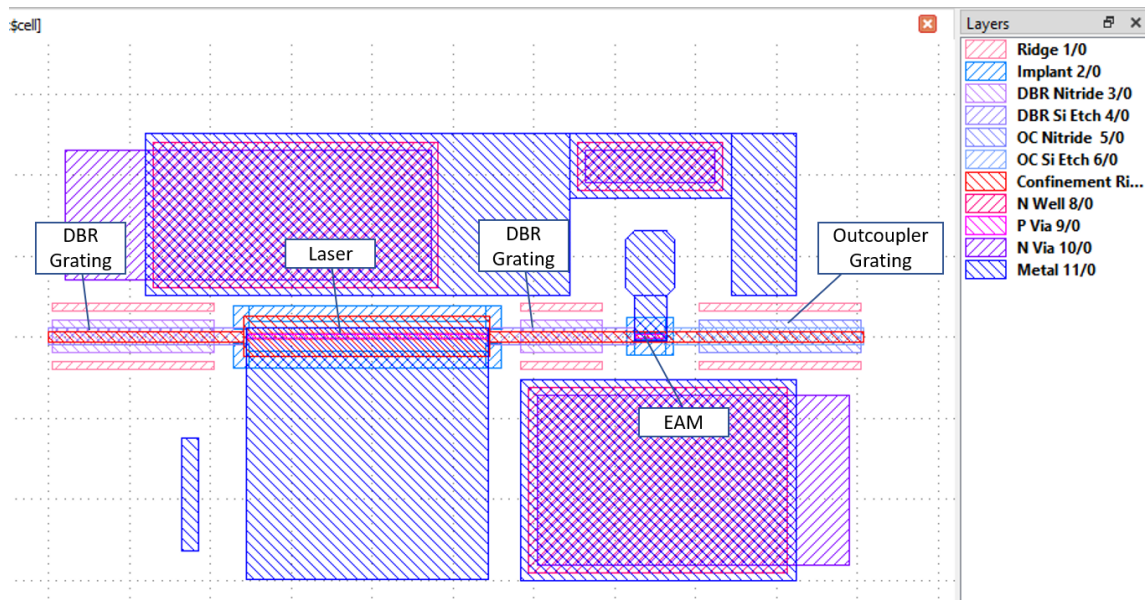 :$cell]
Layers
Ridge 1/0
Implant 2/0
DBR Nitride 3/0
DBR Si Etch 4/0
OC Nitride 5/0
OC Si Etch 6/0
Confinement Ri...
N Well 8/0
P Via 9/0
N Via 10/0
Metal 11/0
DBR
Grating
Laser
DBR
Grating
Outcoupler
Grating
EAM